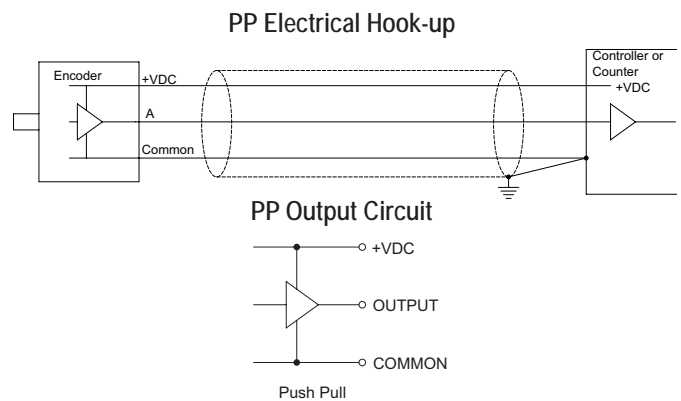 PP Electrical Hook-up
Controller or
Counter
Encoder
+VDC
+VDC
A
Common
PP Output Circuit
+VDC
OUTPUT
COMMON
Push Pull